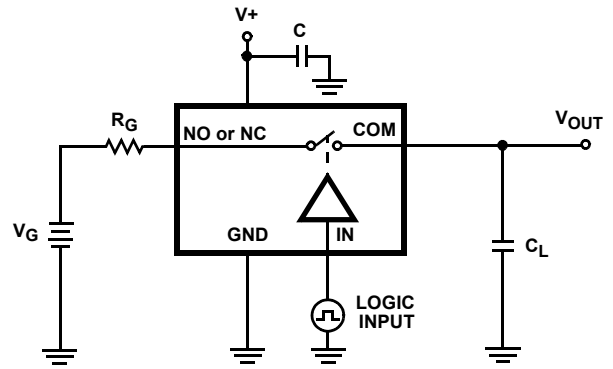 V+
C
RG
NO or NC
COM
VOUT
VG
GND
IN
CL
LOGIC
INPUT